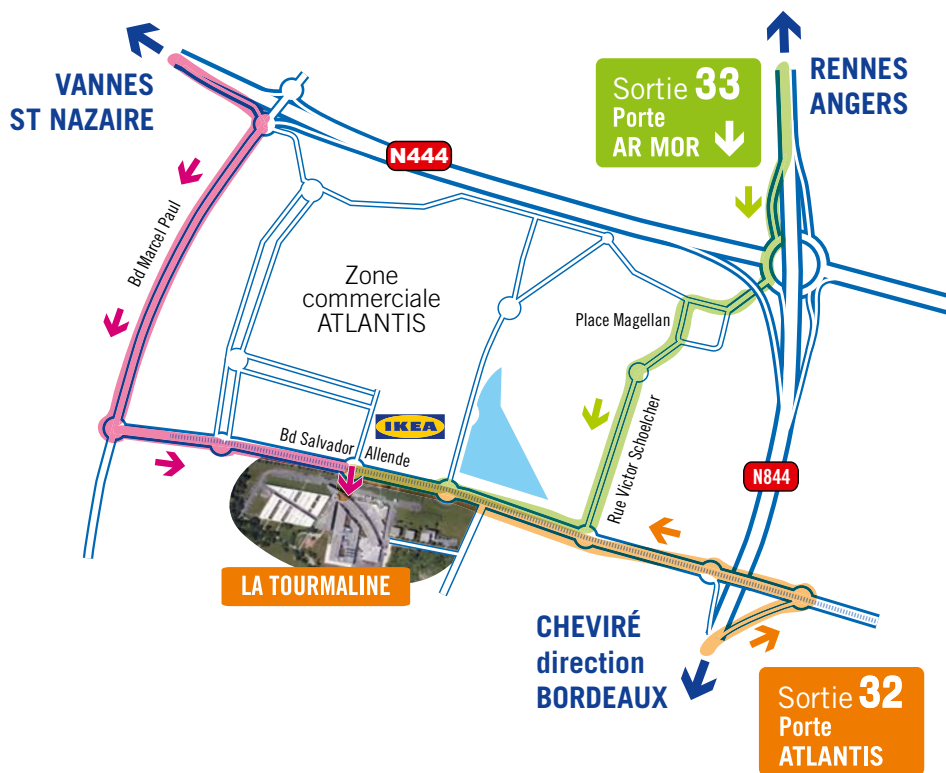 VANNES
ST NAZAIRE
Sortie 33
Porte
AR MOR
RENNES
ANGERS
N444
Bd Marcel Paul
Zone
commerciale
ATLANTIS
Place Magellan
IKEA
Bd Salvador Allende
Rue Victor Schoelcher
N844
LA TOURMALINE
CHEVIRÉ
direction
BORDEAUX
Sortie 32
Porte
ATLANTIS